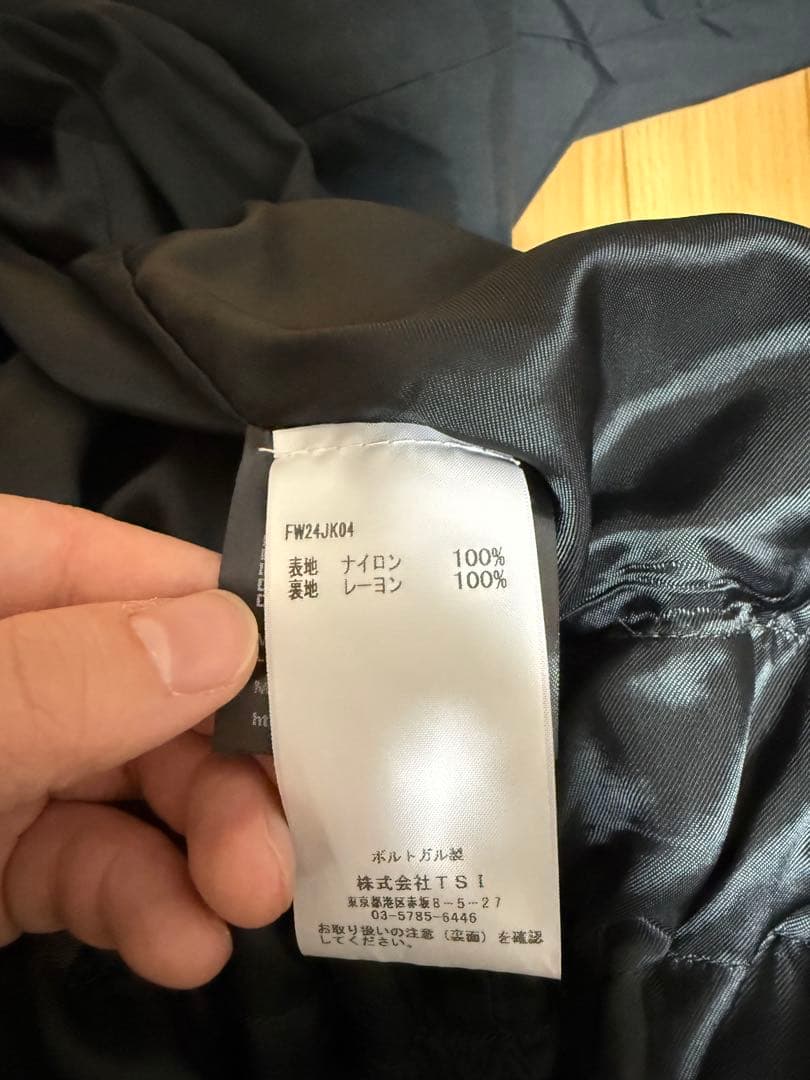 FW24JK04
表地 ナイロン 100%
裏地 レーヨン 100%
ポルトガル製
株式会社TSI
東京都港区赤坂8-5-27
03-5785-6446
お取り扱いの注意(裏面)を確認
してください。